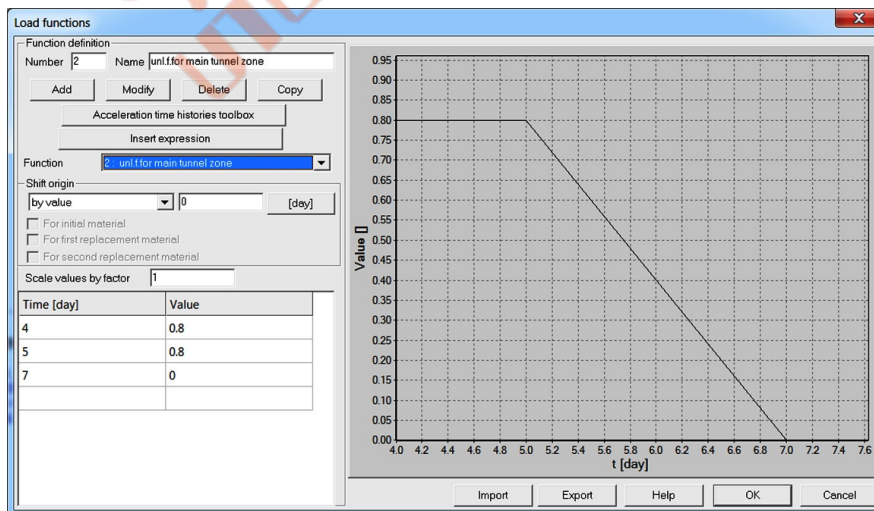 Load functions
Function definition
Number 2 Name unl.f.for main tunnel zone
Add Modify Delete Copy
Acceleration time histories toolbox
Insert expression
Function 2 : unl.f.for main tunnel zone
Shift origin
by value 0 [day]
For initial material
For first replacement material
For second replacement material
Scale values by factor 1
Time [day] Value
4 0.8
5 0.8
7 0
0.95
0.90
0.85
0.80
0.75
0.70
0.65
0.60
0.55
0.50
0.45
0.40
0.35
0.30
0.25
0.20
0.15
0.10
0.05
0.00
Value []
4.0 4.2 4.4 4.6 4.8 5.0 5.2 5.4 5.6 5.8 6.0 6.2 6.4 6.6 6.8 7.0 7.2 7.4 7.6
t [day]
Import Export Help OK Cancel